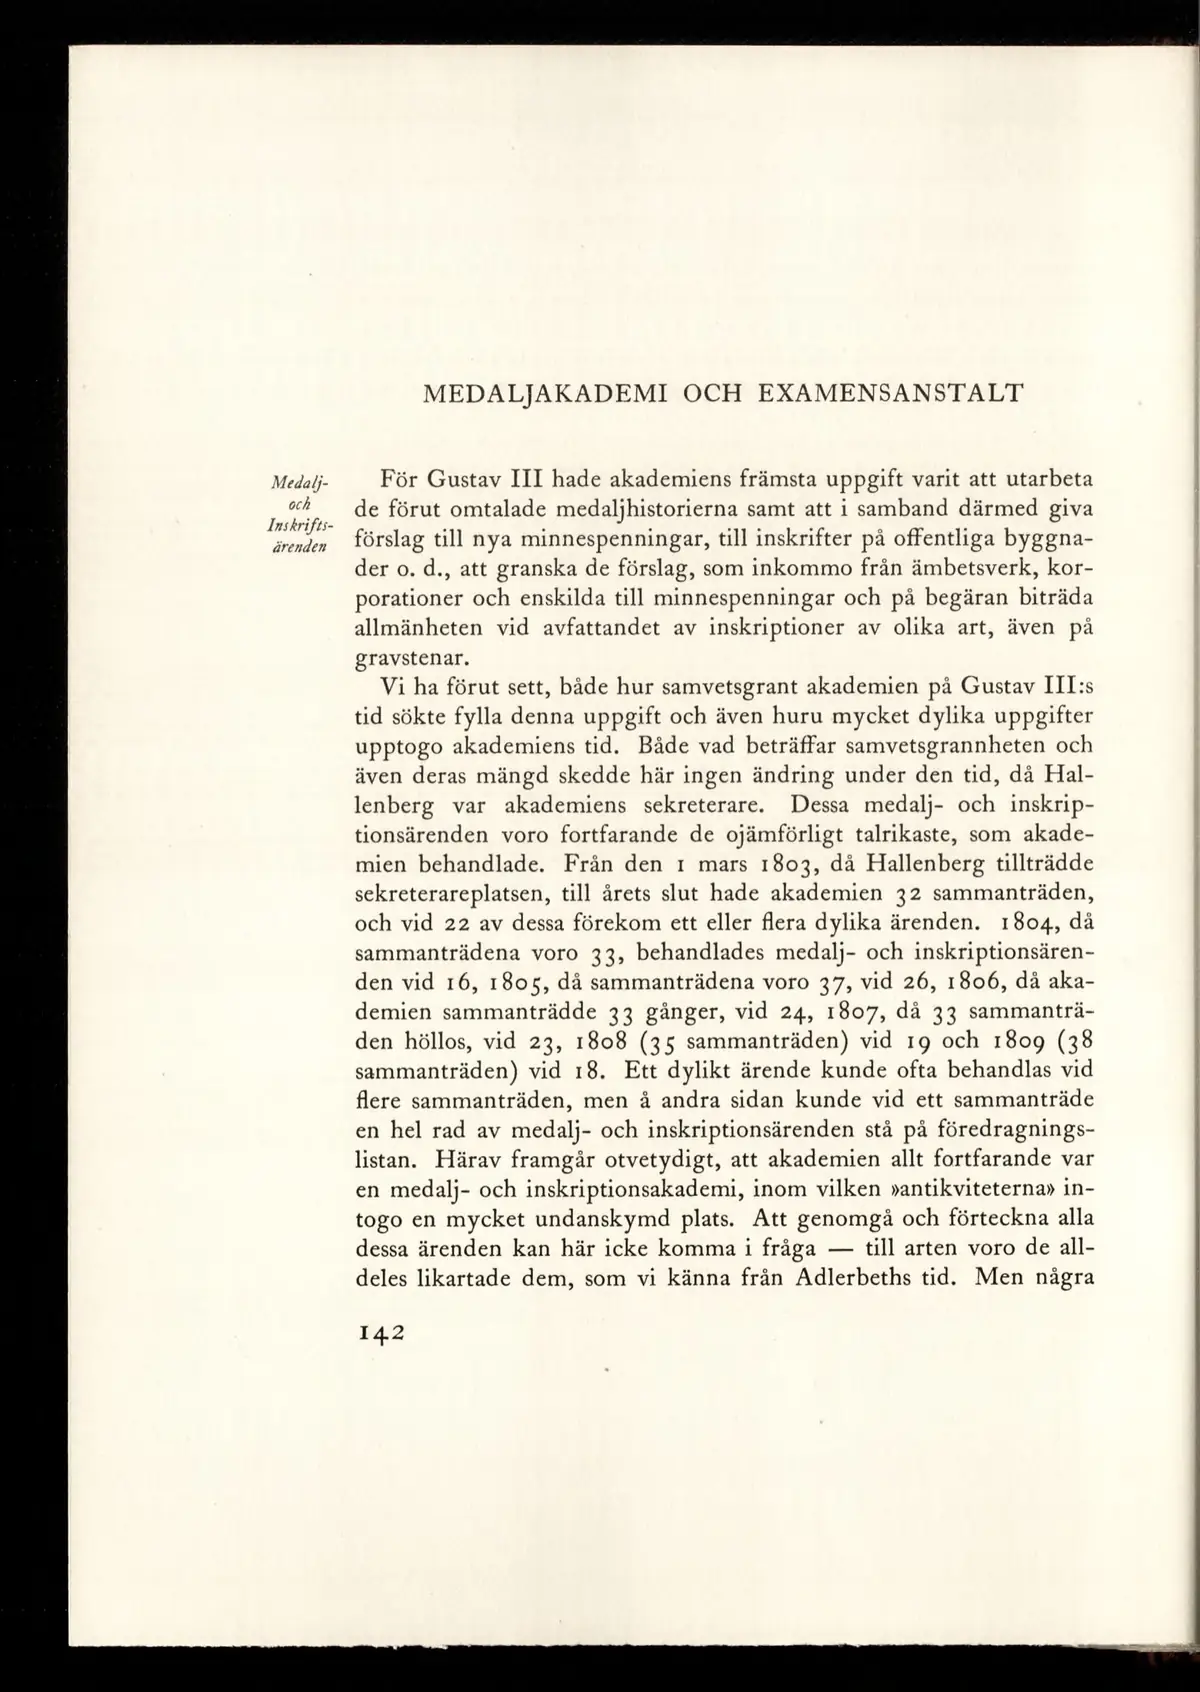 MEDALJAKADEMI OCH EXAMENSANSTALT
Medalj-
och
Inskrifts-
ärenden
För Gustav III hade akademiens främsta uppgift varit att utarbeta
de förut omtalade medaljhistorierna samt att i samband därmed giva
förslag till nya minnespenningar, till inskrifter på offentliga byggna-
der o. d., att granska de förslag, som inkommo från ämbetsverk, kor-
porationer och enskilda till minnespenningar och på begäran biträda
allmänheten vid avfattandet av inskriptioner av olika art, även på
gravstenar.
Vi ha förut sett, både hur samvetsgrant akademien på Gustav III:s
tid sökte fylla denna uppgift och även huru mycket dylika uppgifter
upptogo akademiens tid. Både vad beträffar samvetsgrannheten och
även deras mängd skedde här ingen ändring under den tid, då Hal-
lenberg var akademiens sekreterare. Dessa medalj- och inskrip-
tionsärenden voro fortfarande de ojämförligt talrikaste, som akade-
mien behandlade. Från den 1 mars 1803, då Hallenberg tillträdde
sekreterareplatsen, till årets slut hade akademien 32 sammanträden,
och vid 22 av dessa förekom ett eller flera dylika ärenden. 1804, då
sammanträdena voro 33, behandlades medalj- och inskriptionsären-
den vid 16, 1805, då sammanträdena voro 37, vid 26, 1806, då aka-
demien sammanträdde 33 gånger, vid 24, 1807, då 33 sammanträ-
den höllos, vid 23, 1808 (35 sammanträden) vid 19 och 1809 (38
sammanträden) vid 18. Ett dylikt ärende kunde ofta behandlas vid
flere sammanträden, men å andra sidan kunde vid ett sammanträde
en hel rad av medalj- och inskriptionsärenden stå på föredragnings-
listan. Härav framgår otvetydigt, att akademien allt fortfarande var
en medalj- och inskriptionsakademi, inom vilken »antikviteterna» in-
togo en mycket undanskymd plats. Att genomgå och förteckna alla
dessa ärenden kan här icke komma i fråga — till arten voro de all-
deles likartade dem, som vi känna från Adlerbeths tid. Men några
142